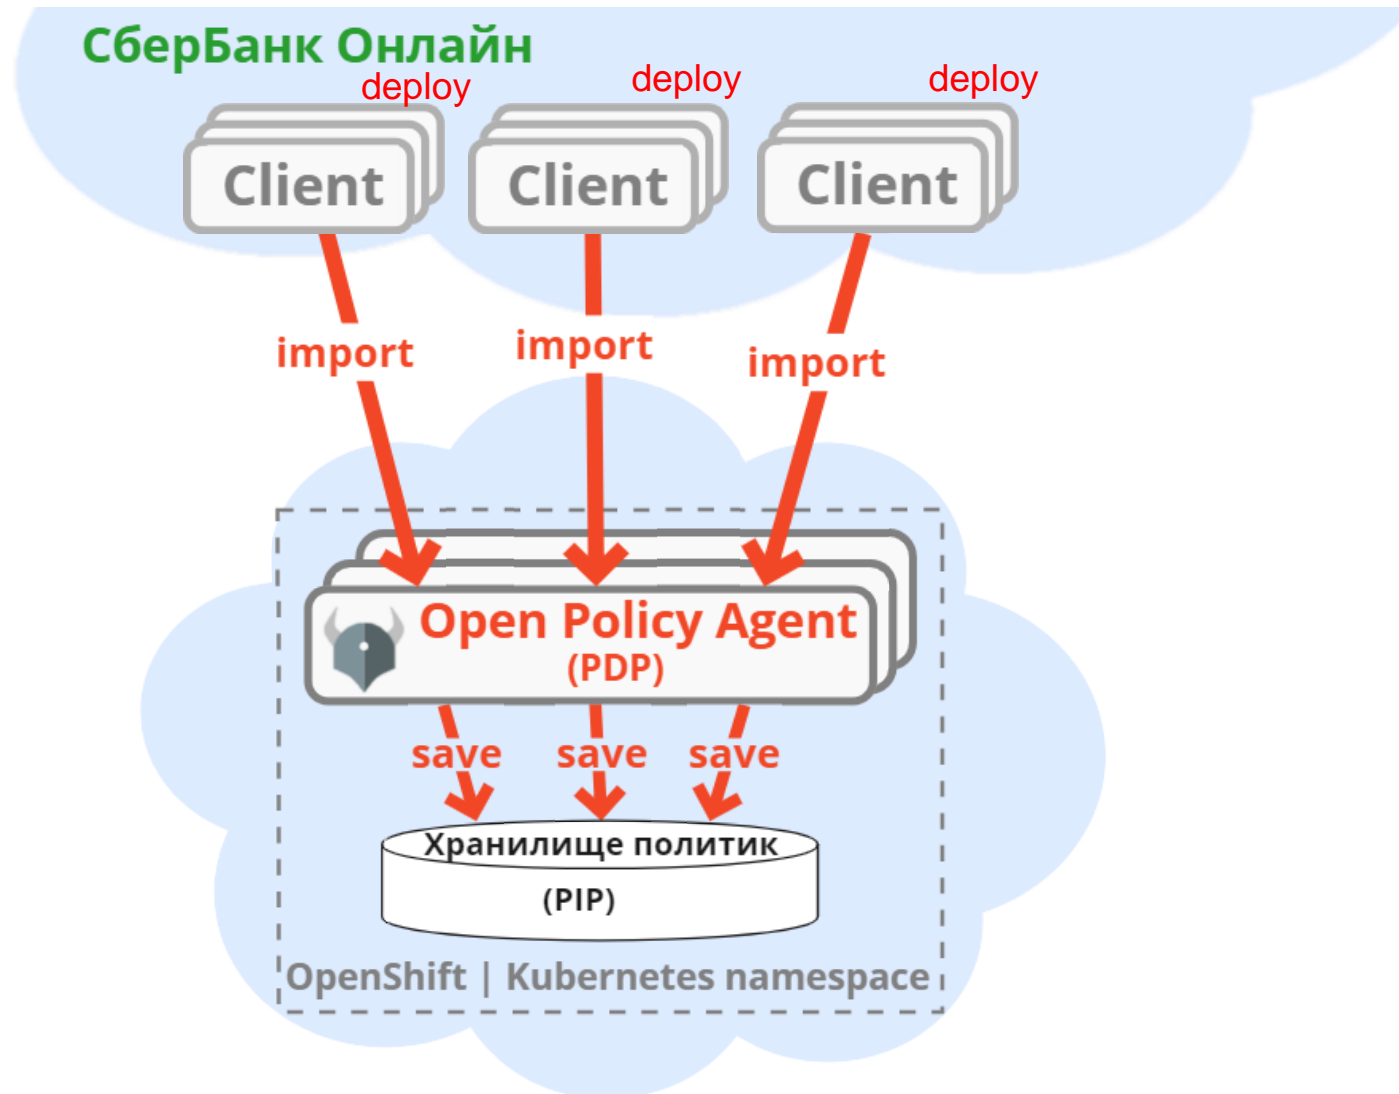 СберБанк Онлайн
deploy
deploy
deploy
Client
Client
Client
import
import
import
Open Policy Agent
(PDP)
save
save
save
Хранилище политик
(PIP)
OpenShift | Kubernetes namespace